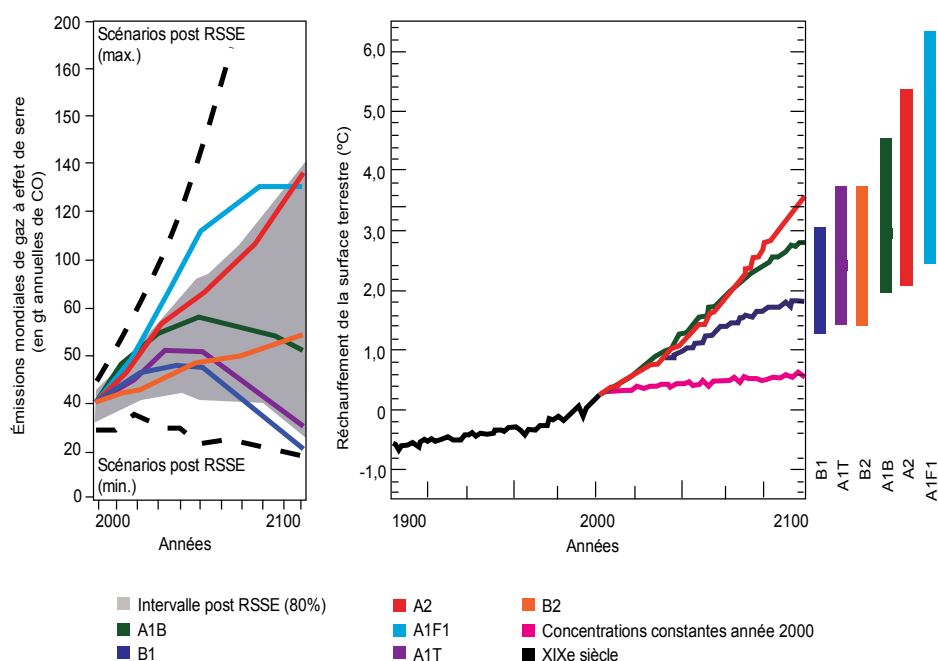 Scénarios post RSSE
(max.)
Émissions mondiales de gaz à effet de serre
(en gt annuelles de CO)
200
160
150
140
120
100
60
50
40
20
0
Scénarios post RSSE
(min.)
2000
2100
Années
Réchauffement de la surface terrestre (ºC)
6,0
5,0
4,0
3,0
2,0
1,0
0
-1,0
1900
2000
2100
Années
B1
A1T
B2
A1B
A2
A1F1
Intervalle post RSSE (80%)
A1B
B1
A2
A1F1
A1T
B2
Concentrations constantes année 2000
XIXe siècle